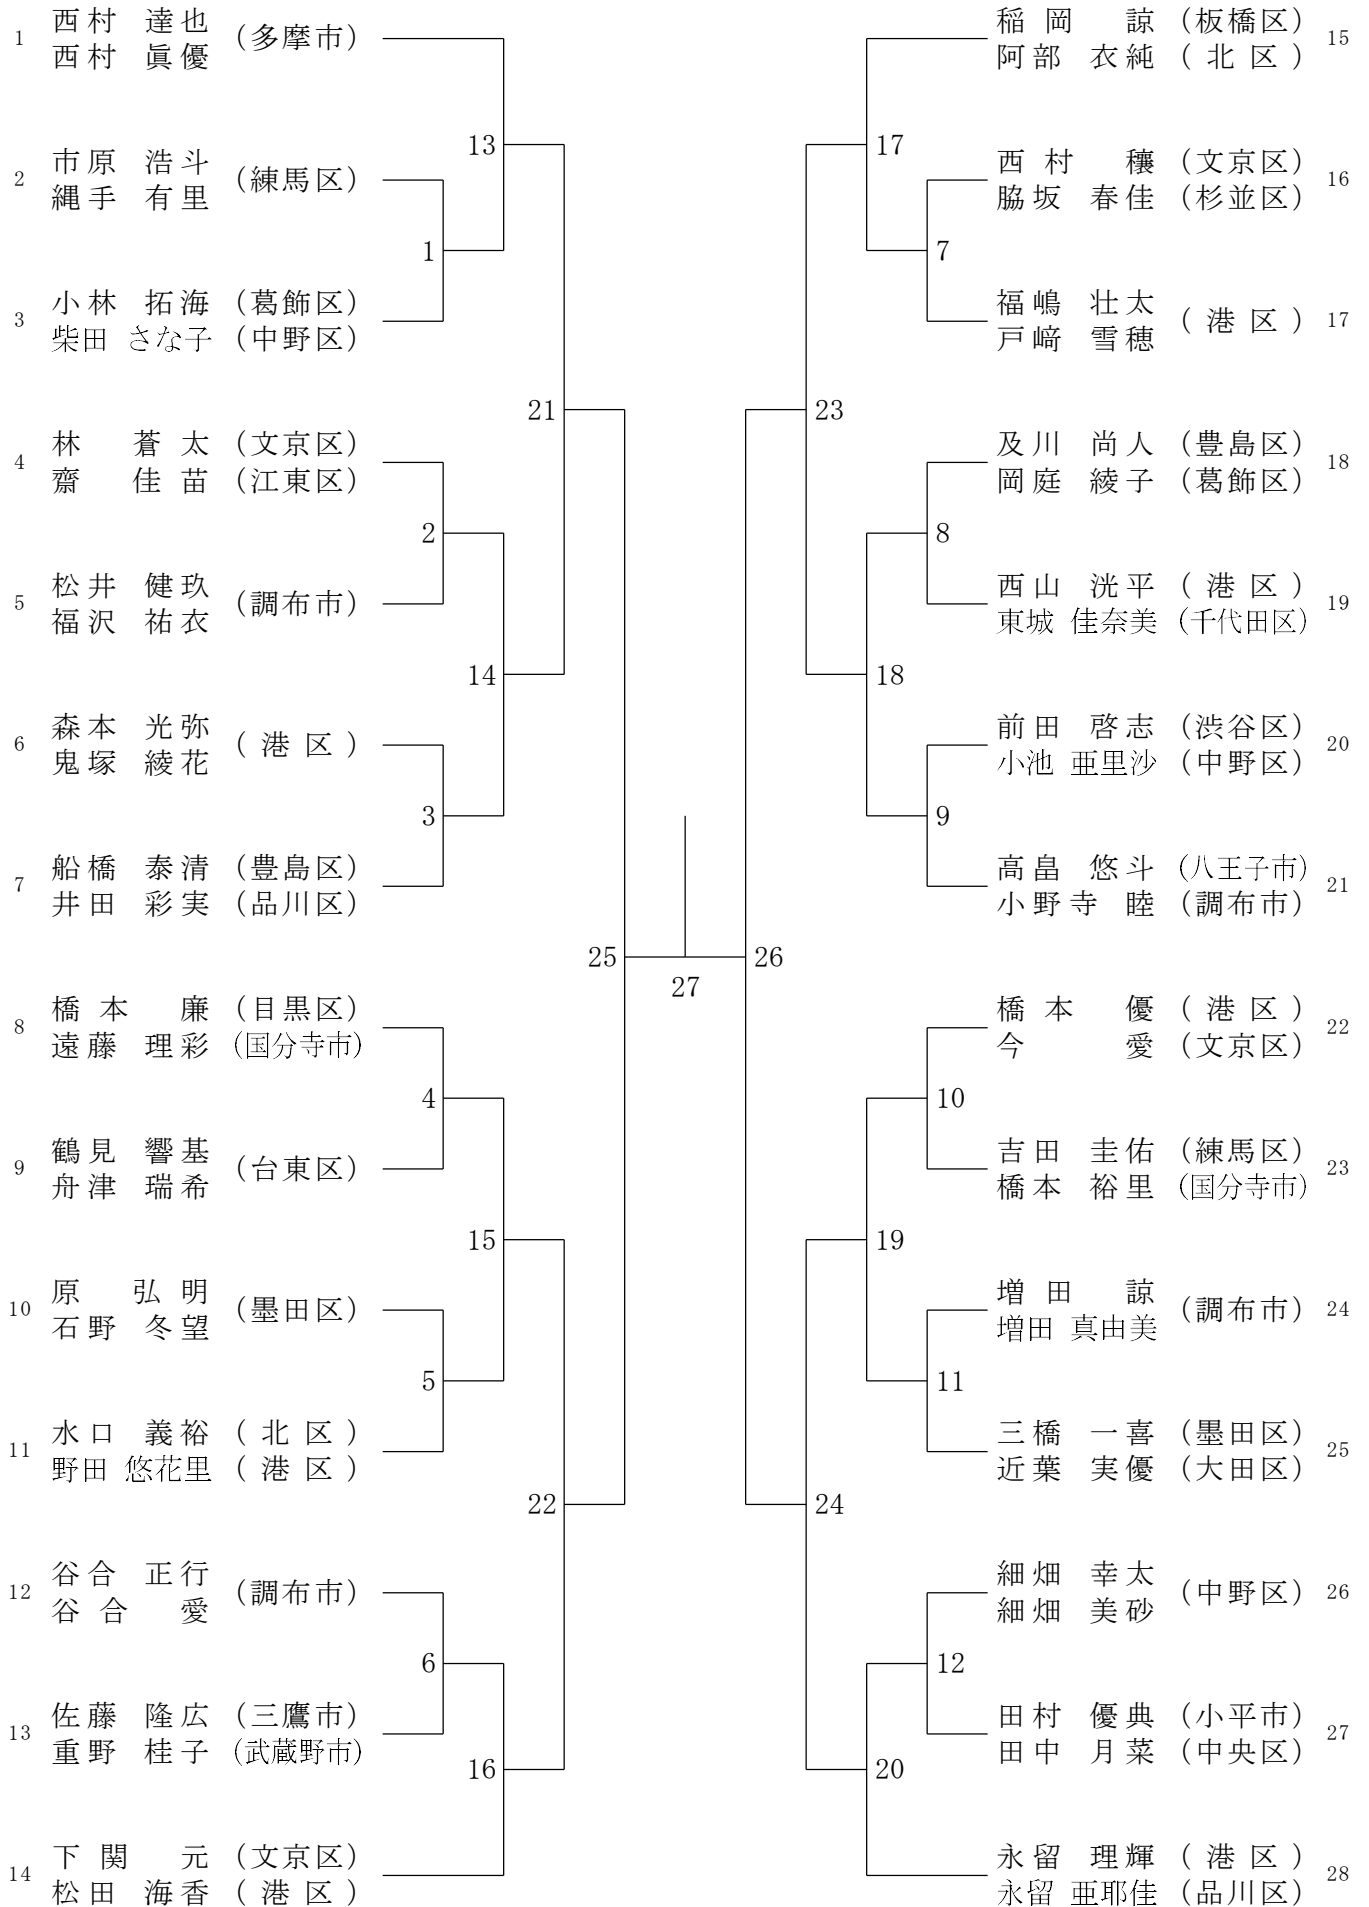 1 西村 達也 (多摩市)
西村 眞優
2 市原 浩斗 (練馬区)
縄手 有里
3 小林 拓海 (葛飾区)
柴田 さな子 (中野区)
4 林 蒼太 (文京区)
齋 佳苗 (江東区)
5 松井 健玖 (調布市)
福沢 祐衣
6 森本 光弥 (港区)
鬼塚 綾花
7 船橋 泰清 (豊島区)
井田 彩実 (品川区)
8 橋本 廉 (目黒区)
遠藤 理彩 (国分寺市)
9 鶴見 響基 (台東区)
舟津 瑞希
10 原 弘明 (墨田区)
石野 冬望
11 水口 義裕 (北区)
野田 悠花里 (港区)
12 谷合 正行 (調布市)
谷合 愛
13 佐藤 隆広 (三鷹市)
重野 桂子 (武蔵野市)
14 下関 元 (文京区)
松田 海香 (港区)
13
1
21
2
14
3
25
4
15
5
22
6
16
27
17
7
23
8
18
9
26
10
19
11
24
12
20
稲岡 諒 (板橋区) 15
阿部 衣純 (北区)
西村 穰 (文京区) 16
脇坂 春佳 (杉並区)
福嶋 壮太 (港区) 17
戸﨑 雪穂
及川 尚人 (豊島区) 18
岡庭 綾子 (葛飾区)
西山 洸平 (港区) 19
東城 佳奈美 (千代田区)
前田 啓志 (渋谷区) 20
小池 亜里沙 (中野区)
高畠 悠斗 (八王子市) 21
小野寺 睦 (調布市)
橋本 優 (港区) 22
今 愛 (文京区)
吉田 圭佑 (練馬区) 23
橋本 裕里 (国分寺市)
増田 諒 (調布市) 24
増田 真由美
三橋 一喜 (墨田区) 25
近葉 実優 (大田区)
細畑 幸太 (中野区) 26
細畑 美砂
田村 優典 (小平市) 27
田中 月菜 (中央区)
永留 理輝 (港区) 28
永留 亜耶佳 (品川区)